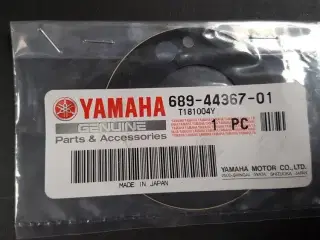 YAMAHA 689-44367-01
T181004Y
GENUINE
Parts & Accessories
1 PC
YAMAHA MOTOR CO.,LTD.
MADE IN JAPAN